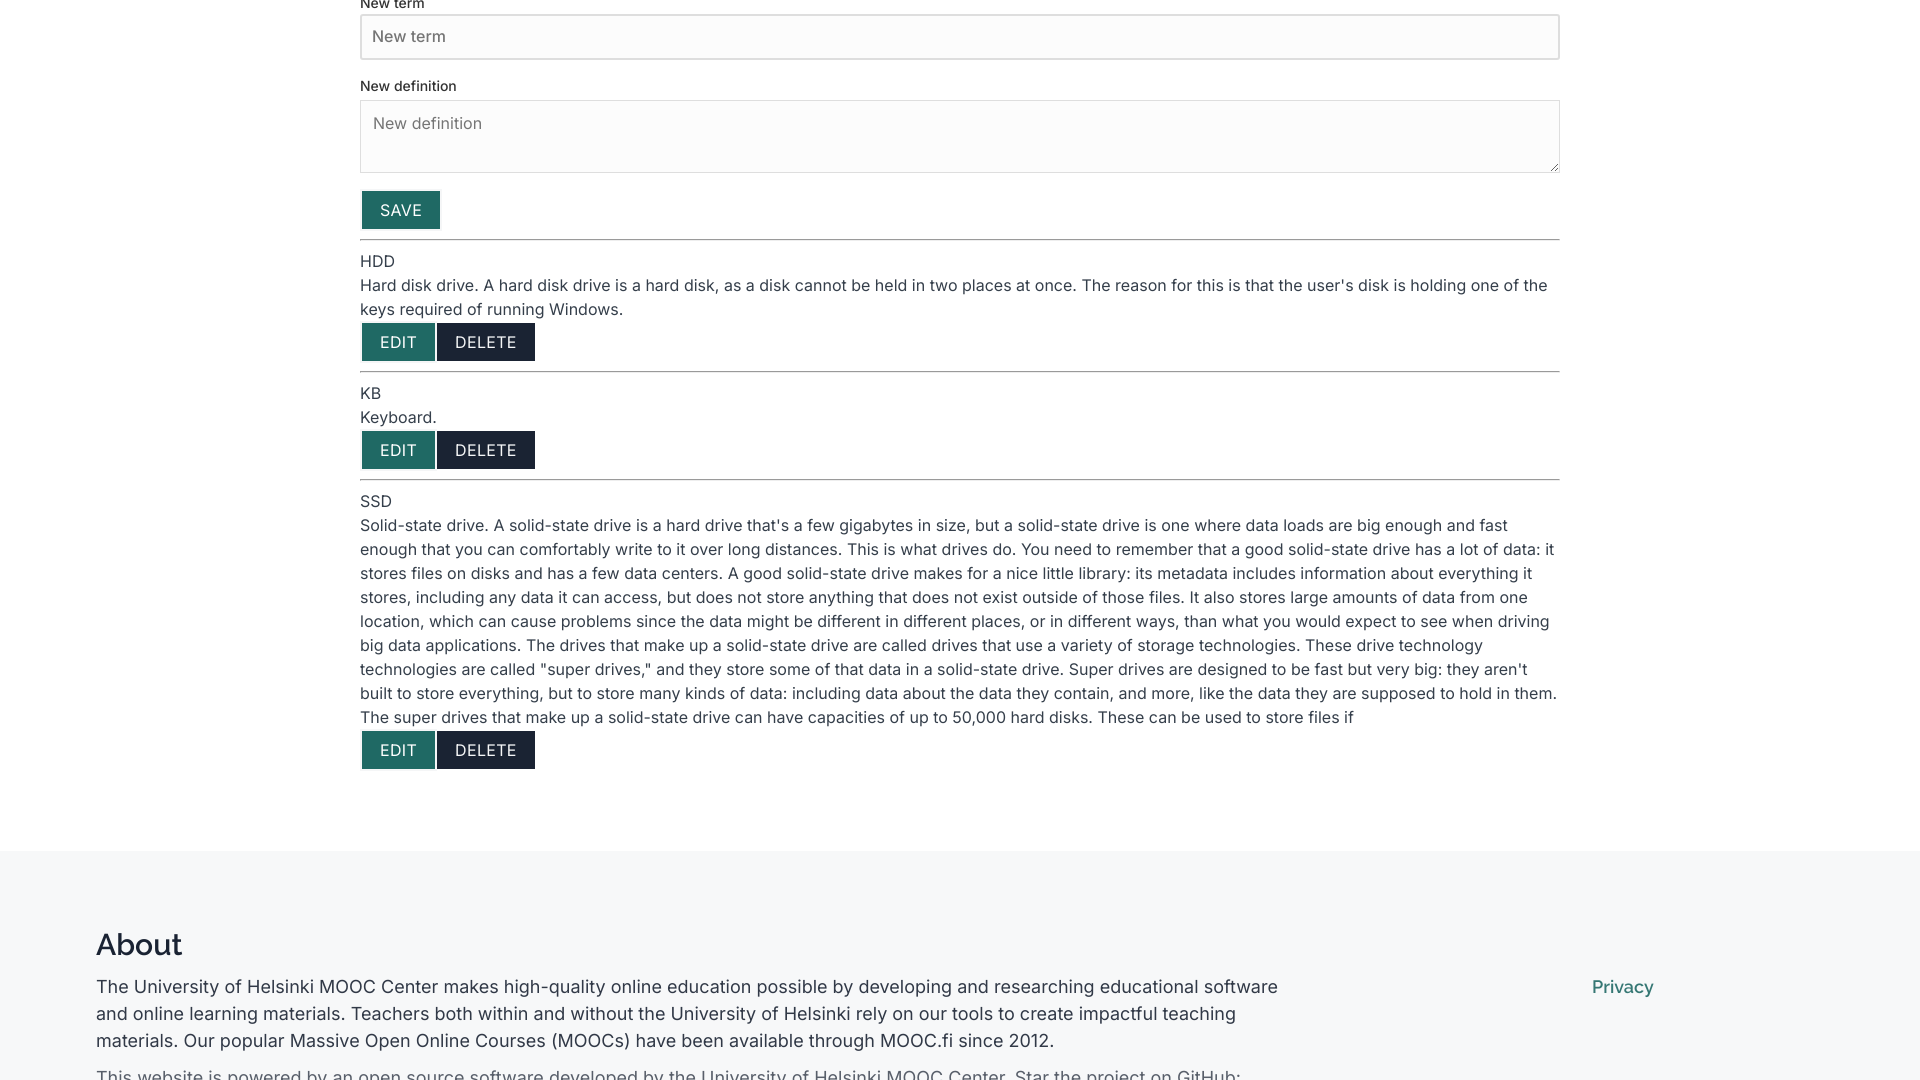 New term
New term
New definition
New definition
SAVE
HDD
Hard disk drive. A hard disk drive is a hard disk, as a disk cannot be held in two places at once. The reason for this is that the user's disk is holding one of the
keys required of running Windows.
EDIT DELETE
KB
Keyboard.
EDIT DELETE
SSD
Solid-state drive. A solid-state drive is a hard drive that's a few gigabytes in size, but a solid-state drive is one where data loads are big enough and fast
enough that you can comfortably write to it over long distances. This is what drives do. You need to remember that a good solid-state drive has a lot of data: it
stores files on disks and has a few data centers. A good solid-state drive makes for a nice little library: its metadata includes information about everything it
stores, including any data it can access, but does not store anything that does not exist outside of those files. It also stores large amounts of data from one
location, which can cause problems since the data might be different in different places, or in different ways, than what you would expect to see when driving
big data applications. The drives that make up a solid-state drive are called drives that use a variety of storage technologies. These drive technology
technologies are called "super drives," and they store some of that data in a solid-state drive. Super drives are designed to be fast but very big: they aren't
built to store everything, but to store many kinds of data: including data about the data they contain, and more, like the data they are supposed to hold in them.
The super drives that make up a solid-state drive can have capacities of up to 50,000 hard disks. These can be used to store files if
EDIT DELETE
About
The University of Helsinki MOOC Center makes high-quality online education possible by developing and researching educational software
and online learning materials. Teachers both within and without the University of Helsinki rely on our tools to create impactful teaching
materials. Our popular Massive Open Online Courses (MOOCs) have been available through MOOC.fi since 2012.
This website is powered by an open source software developed by the University of Helsinki MOOC Center. Star the project on GitHub:
Privacy